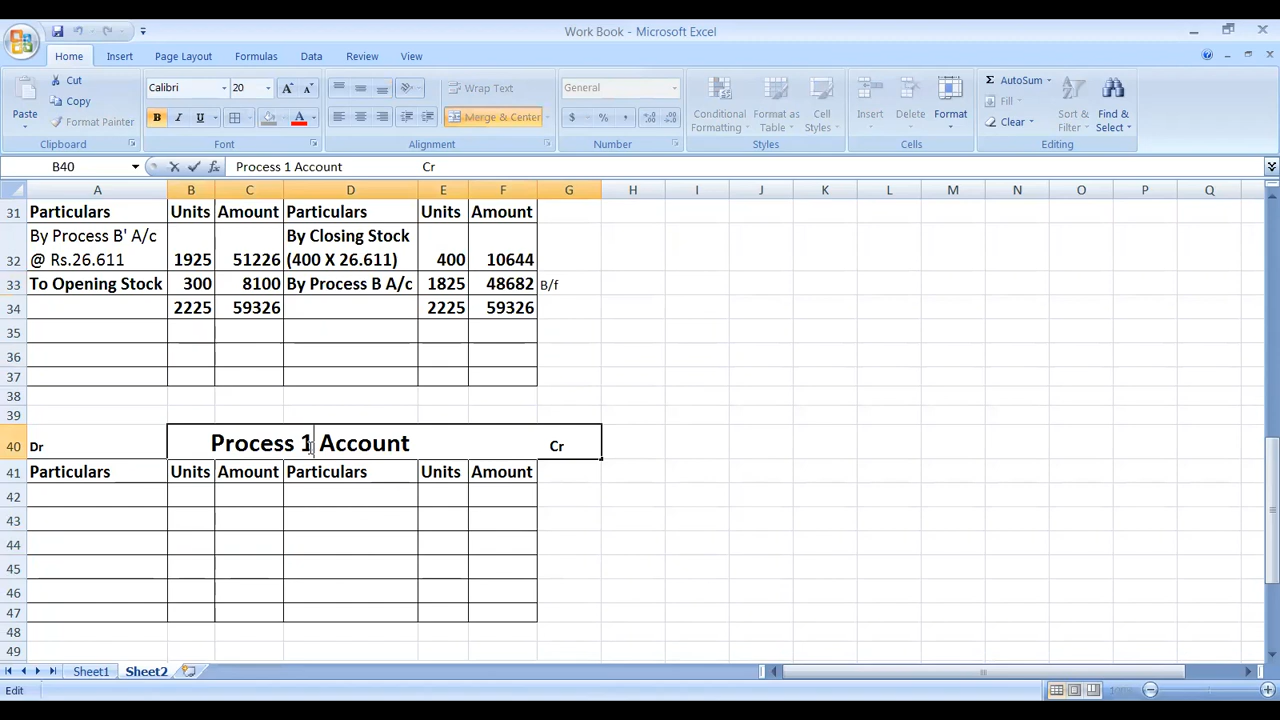 Work Book - Microsoft Excel
Home Insert Page Layout Formulas Data Review View
Cut
Copy
Format Painter
Paste
Clipboard
Calibri
B I U A
Font
Wrap Text
Merge & Center
Alignment
General
$ % ,
Number
Conditional Formatting
Format as Table
Cell Styles
Styles
Insert Delete Format
Cells
AutoSum
Fill
Clear
Sort & Filter
Find & Select
Editing
B40 fx Process 1 Account Cr
A B C D E F G H I J K L M N O P Q
31 Particulars Units Amount Particulars Units Amount
By Process B' A/c By Closing Stock
32 @ Rs.26.611 1925 51226 (400 X 26.611) 400 10644
33 To Opening Stock 300 8100 By Process B A/c 1825 48682 B/f
34 2225 59326 2225 59326
35
36
37
38
39
40 Dr Process 1 Account Cr
41 Particulars Units Amount Particulars Units Amount
42
43
44
45
46
47
48
49
Sheet1 Sheet2
Edit